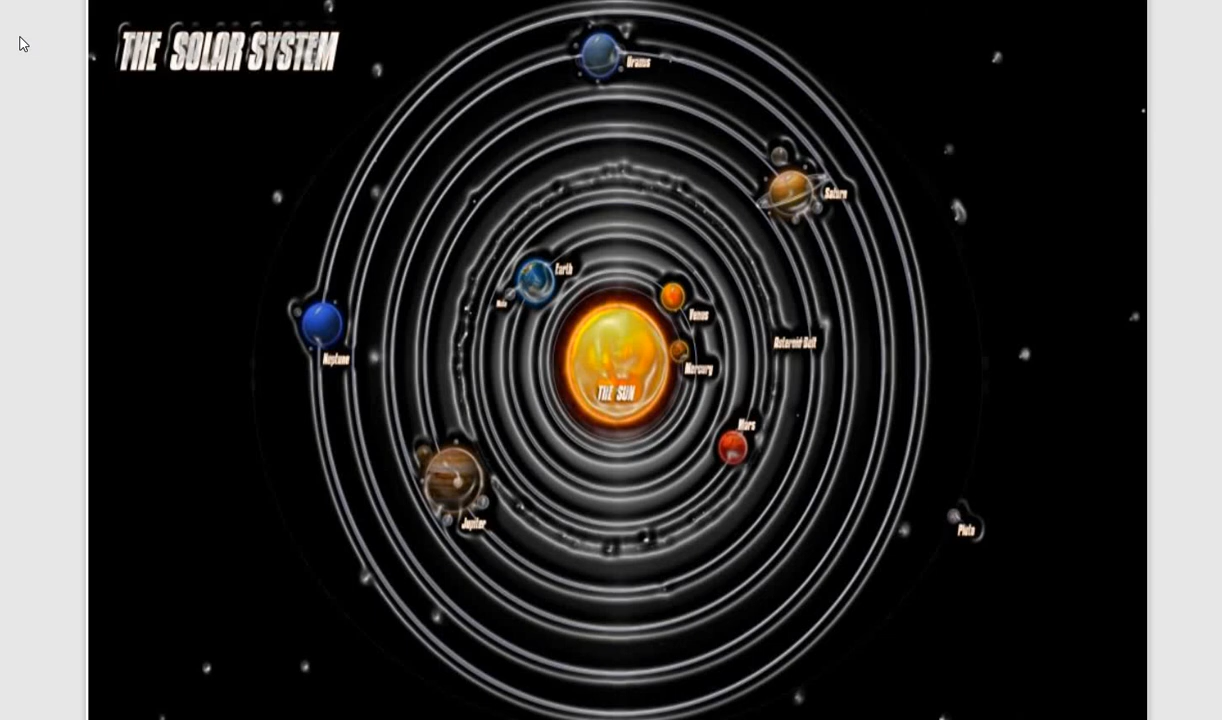 THE SOLAR SYSTEM
Uranus
Saturn
Earth
Venus
Asteroid Belt
Neptune
Mercury
THE SUN
Mars
Jupiter
Pluto